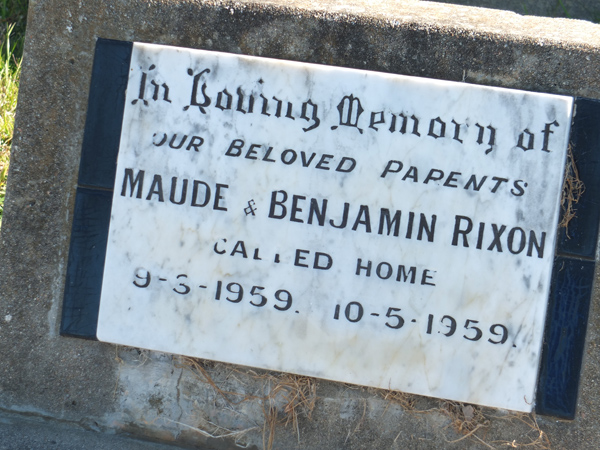 In Loving Memory of
OUR BELOVED PARENTS
MAUDE & BENJAMIN RIXON
CALLED HOME
9-3-1959. 10-5-1959.